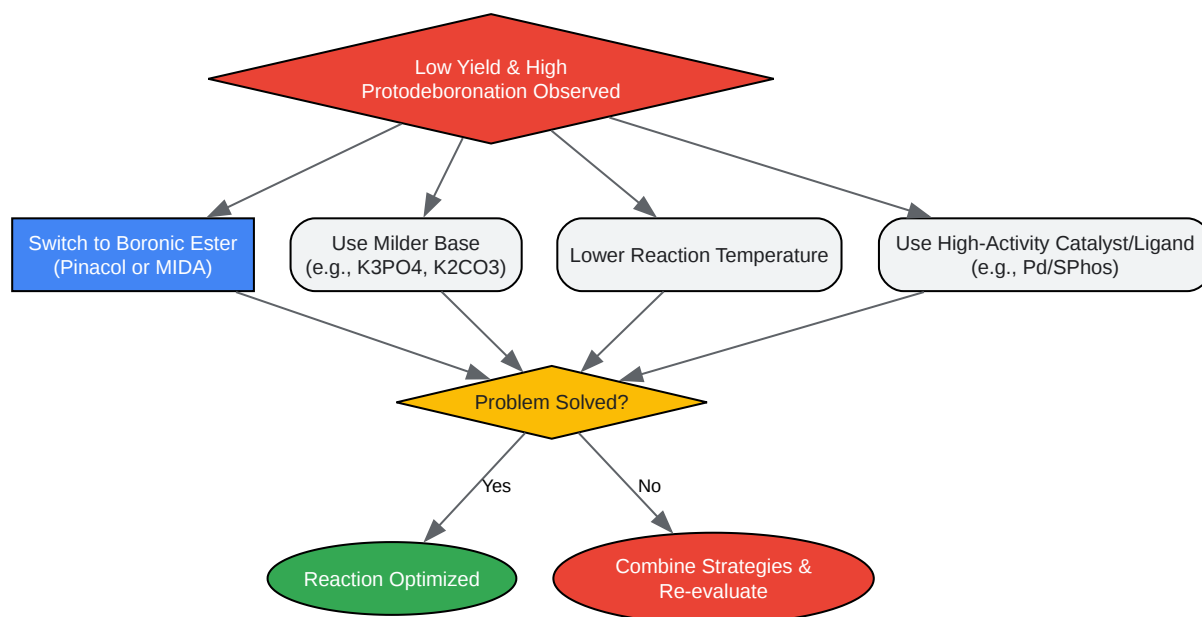 Low Yield & High
Protodeboronation Observed
Switch to Boronic Ester
(Pinacol or MIDA)
Use Milder Base
(e.g., K3PO4, K2CO3)
Lower Reaction Temperature
Use High-Activity Catalyst/Ligand
(e.g., Pd/SPhos)
Problem Solved?
Yes
No
Reaction Optimized
Combine Strategies &
Re-evaluate